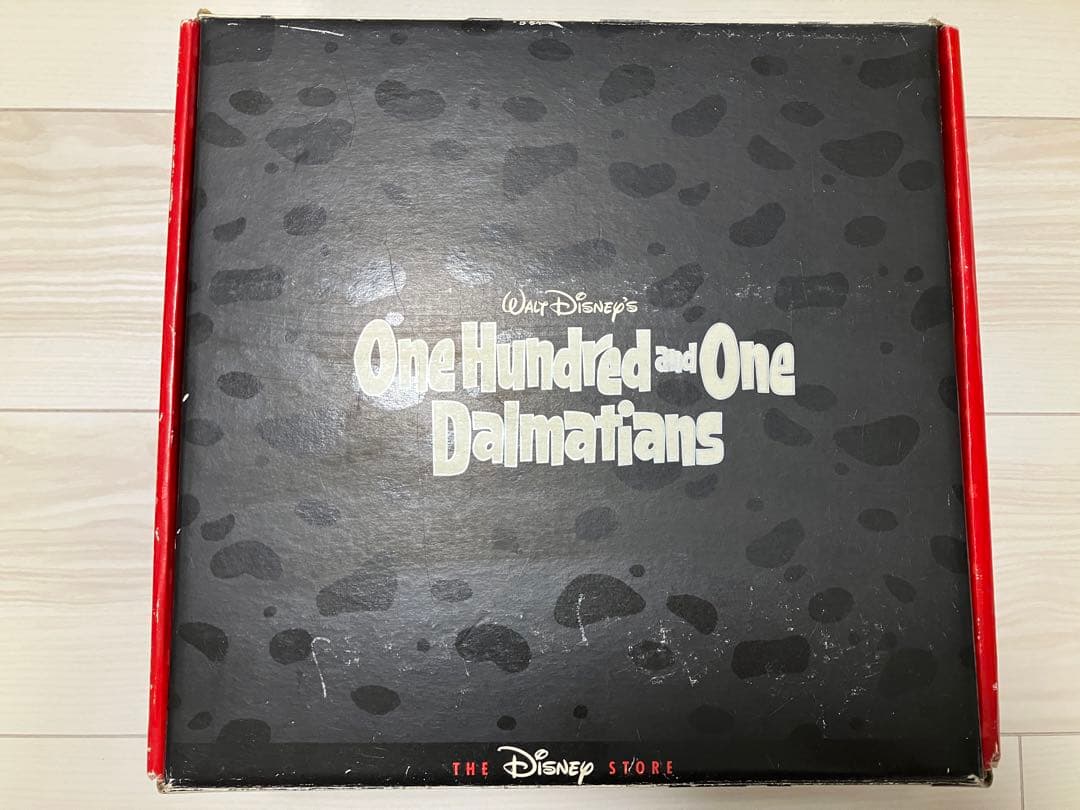 Walt Disney's
One Hundred and One
Dalmatians
THE Disney STORE